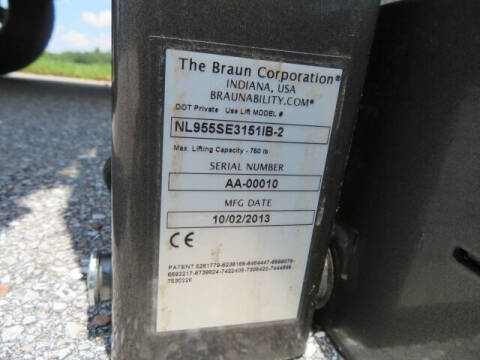 The Braun Corporation®
INDIANA, USA
BRAUNABILITY.COM®
DOT Private Use Lift MODEL #
NL955SE3151IB-2
Max. Lifting Capacity - 750 lb
SERIAL NUMBER
AA-00010
MFG DATE
10/02/2013
CE
PATENT